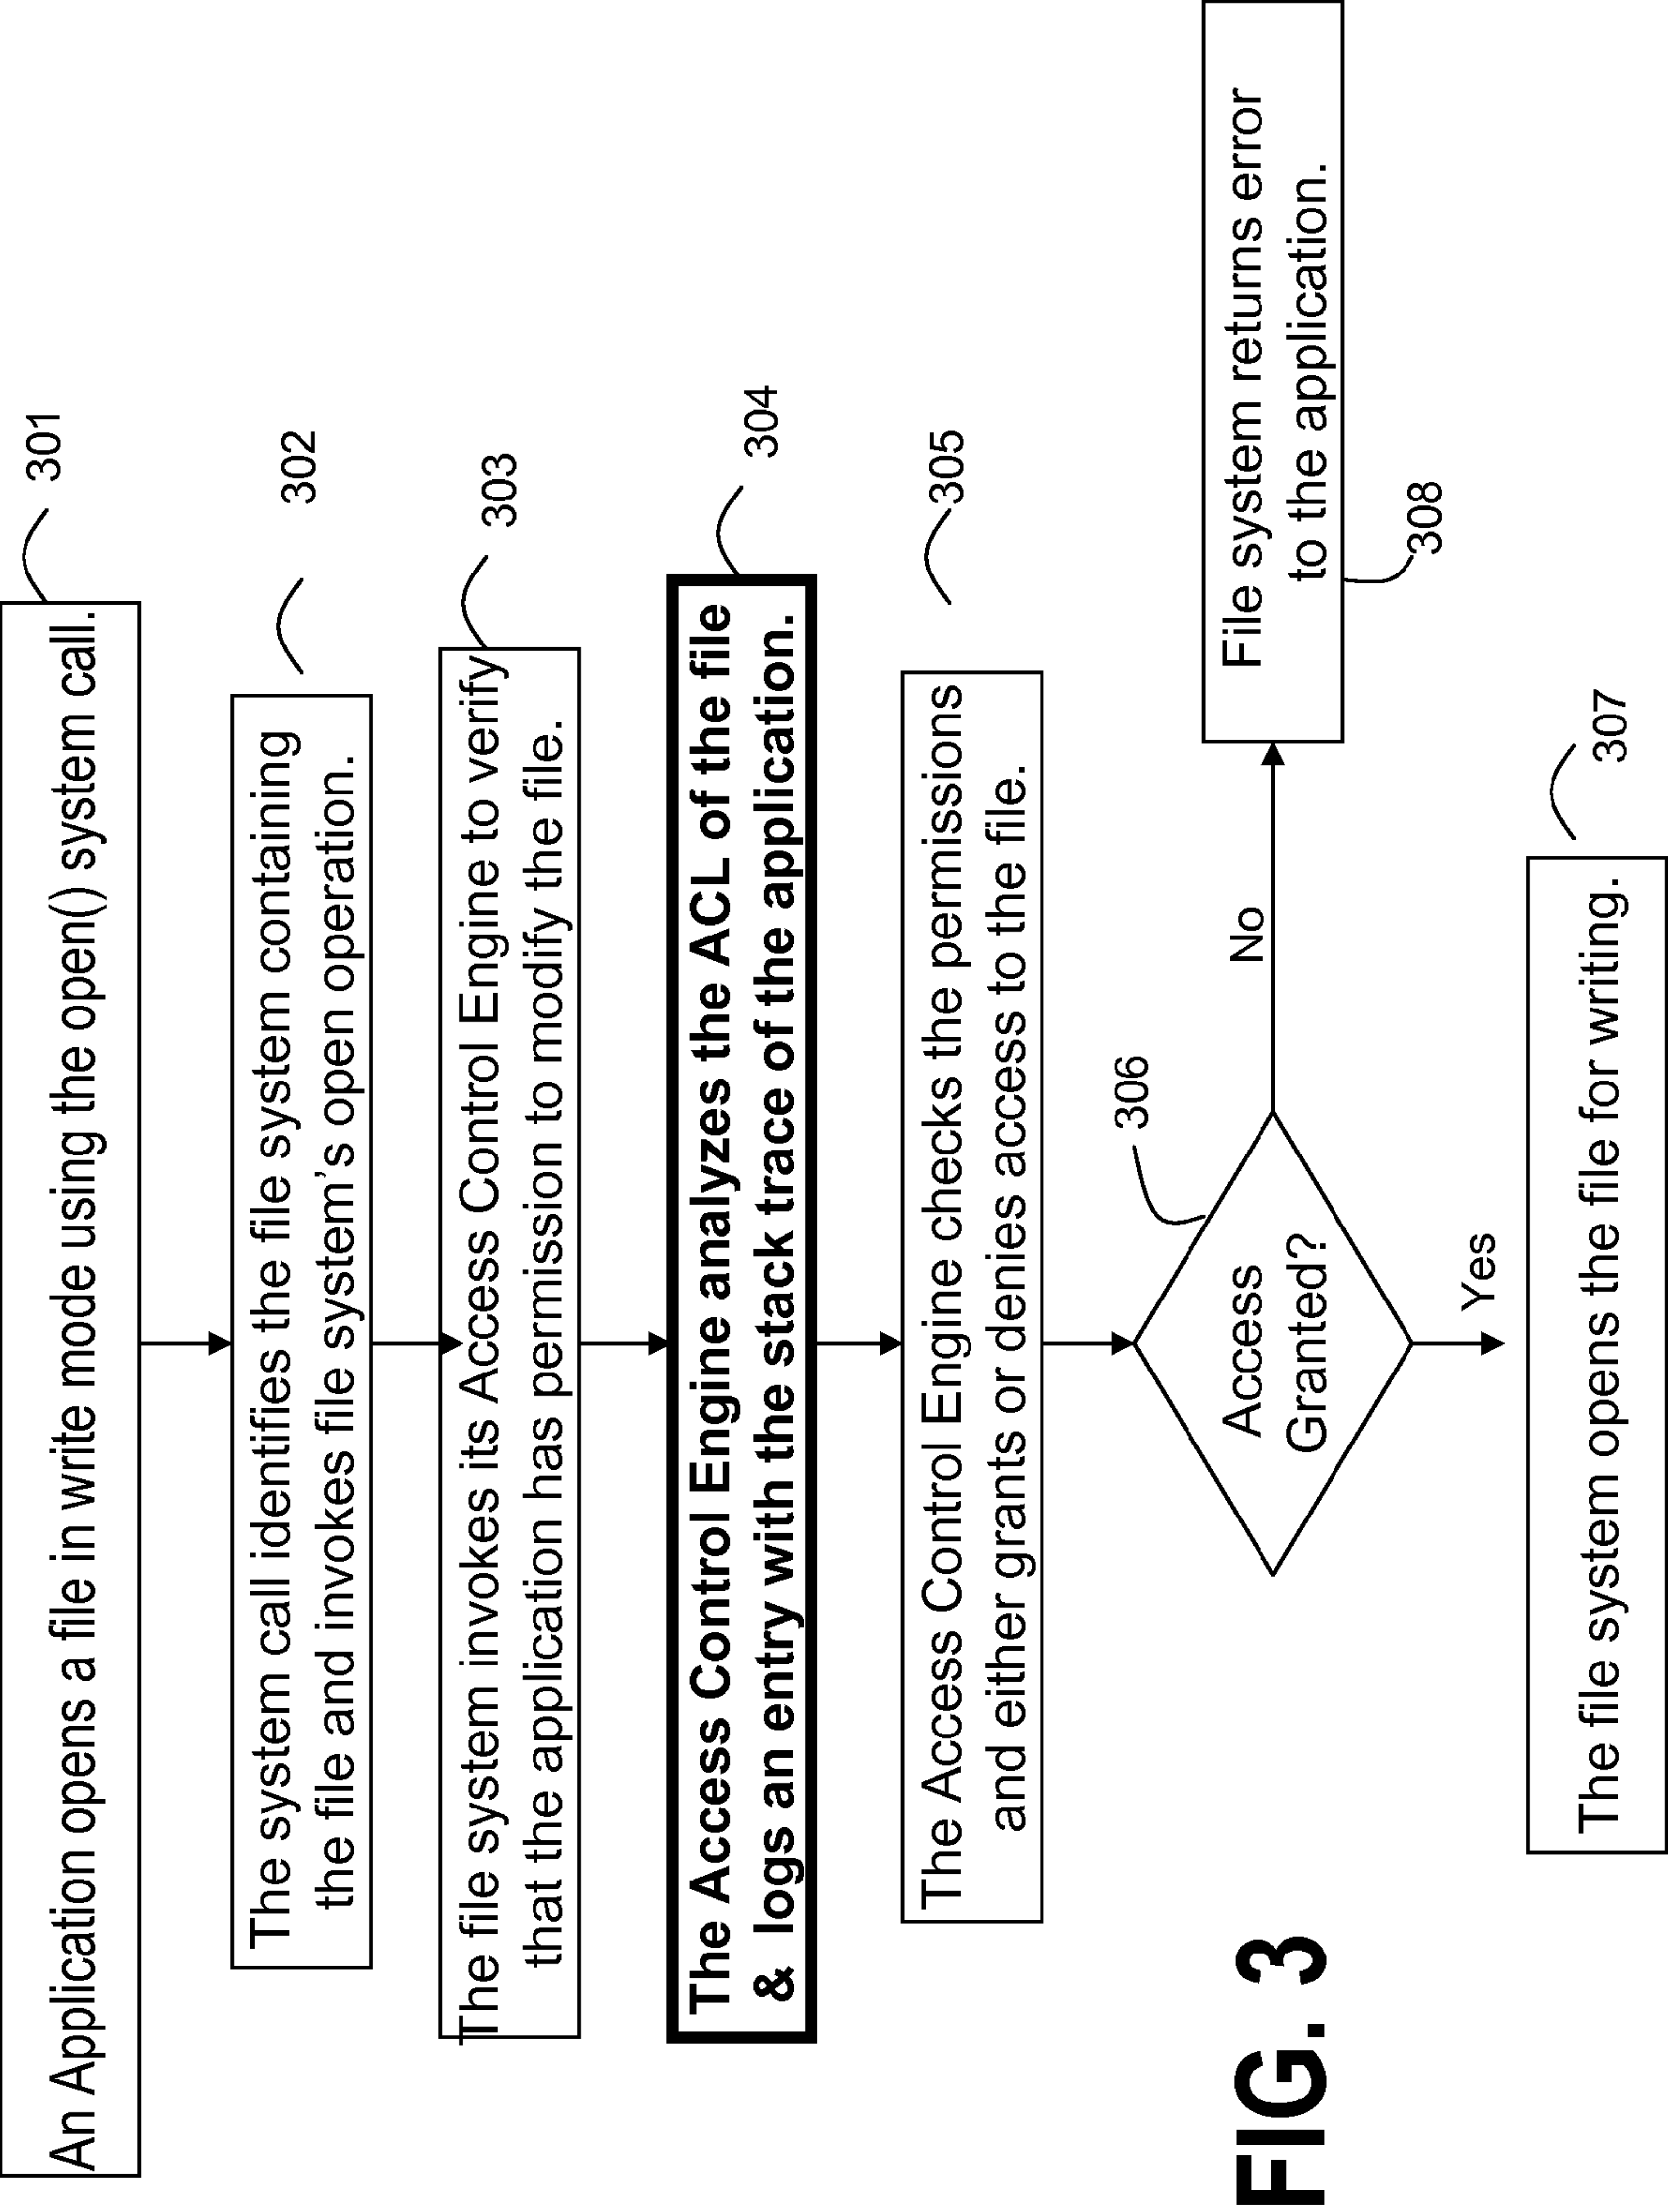 An Application opens a file in write mode using the open() system call.
301
The system call identifies the file system containing
the file and invokes file system's open operation.
302
The file system invokes its Access Control Engine to verify
that the application has permission to modify the file.
303
The Access Control Engine analyzes the ACL of the file
& logs an entry with the stack trace of the application.
304
The Access Control Engine checks the permissions
and either grants or denies access to the file.
305
306
Access
Granted?
No
File system returns error
to the application.
308
Yes
The file system opens the file for writing.
307
FIG. 3